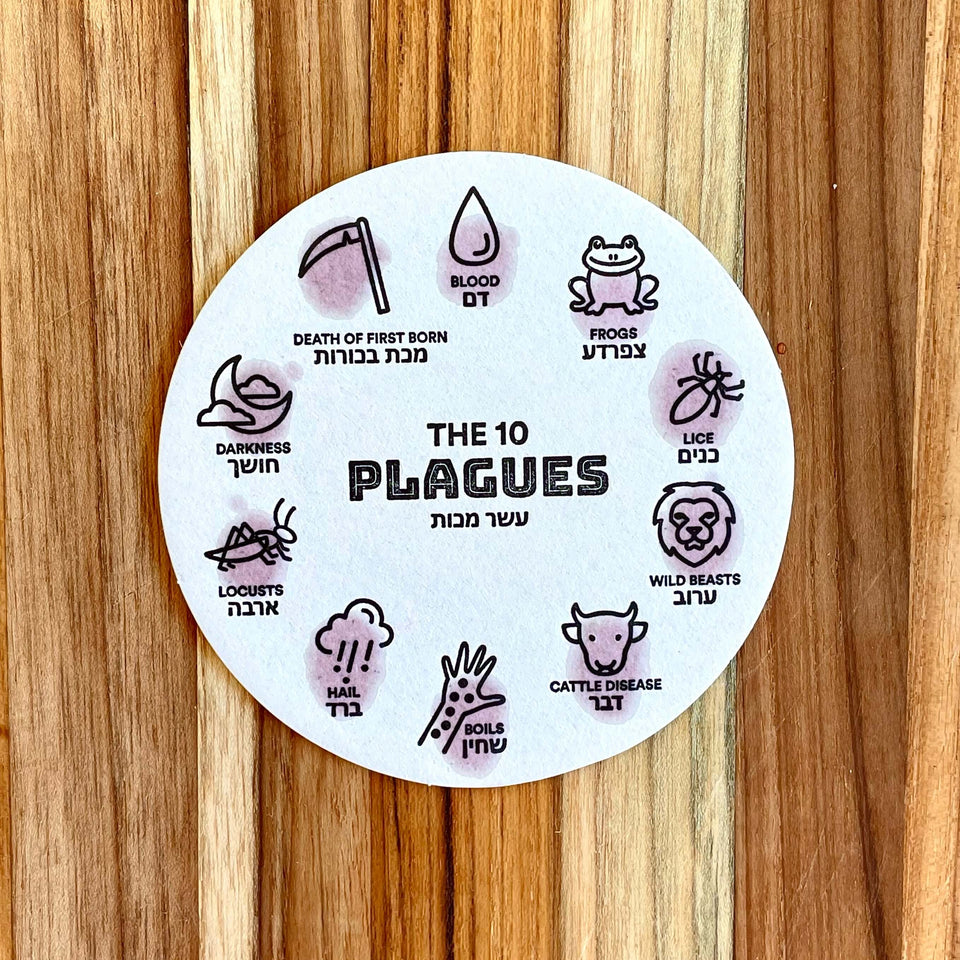 THE 10
PLAGUES
עשר מכות
BLOOD
דם
FROGS
צפרדע
LICE
כנים
WILD BEASTS
ערוב
CATTLE DISEASE
דבר
BOILS
שחין
HAIL
ברד
LOCUSTS
ארבה
DARKNESS
חושך
DEATH OF FIRST BORN
מכת בכורות